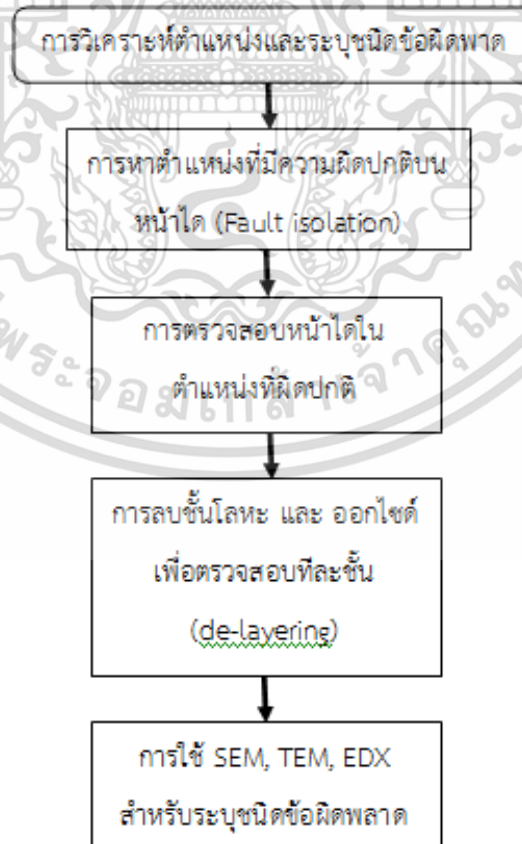 การวิเคราะห์ตำแหน่งและระบุชนิดข้อผิดพาด
การหาตำแหน่งที่มีความผิดปกติบน
หน้าได (Fault isolation)
การตรวจสอบหน้าไดใน
ตำแหน่งที่ผิดปกติ
การลบชั้นโลหะ และ ออกไซด์
เพื่อตรวจสอบทีละชั้น
(de-layering)
การใช้ SEM, TEM, EDX
สำหรับระบุชนิดข้อผิดพลาด